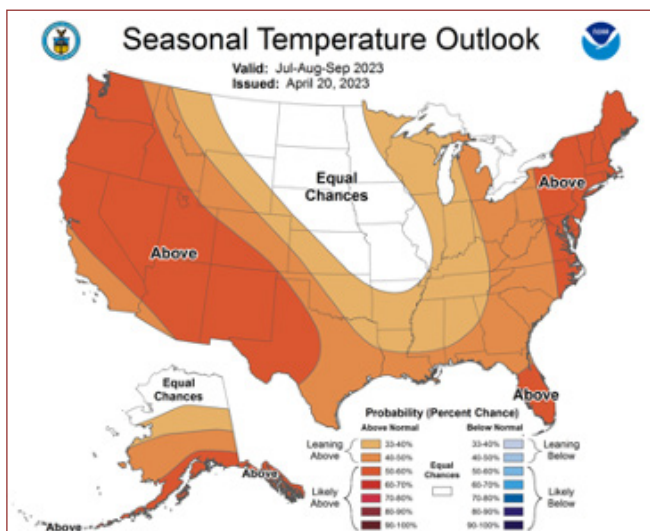 Seasonal Temperature Outlook
Valid: Jul-Aug-Sep 2023
Issued: April 20, 2023
Equal
Chances
Above
Above
Above
Equal
Chances
Above
Above
Probability (Percent Chance)
Above Normal Below Normal
Leaning
Above
33-40%
40-50%
Likely
Above
50-60%
60-70%
70-80%
80-90%
90-100%
Equal
Chances
33-40%
40-50%
Leaning
Below
50-60%
60-70%
70-80%
80-90%
90-100%
Likely
Below